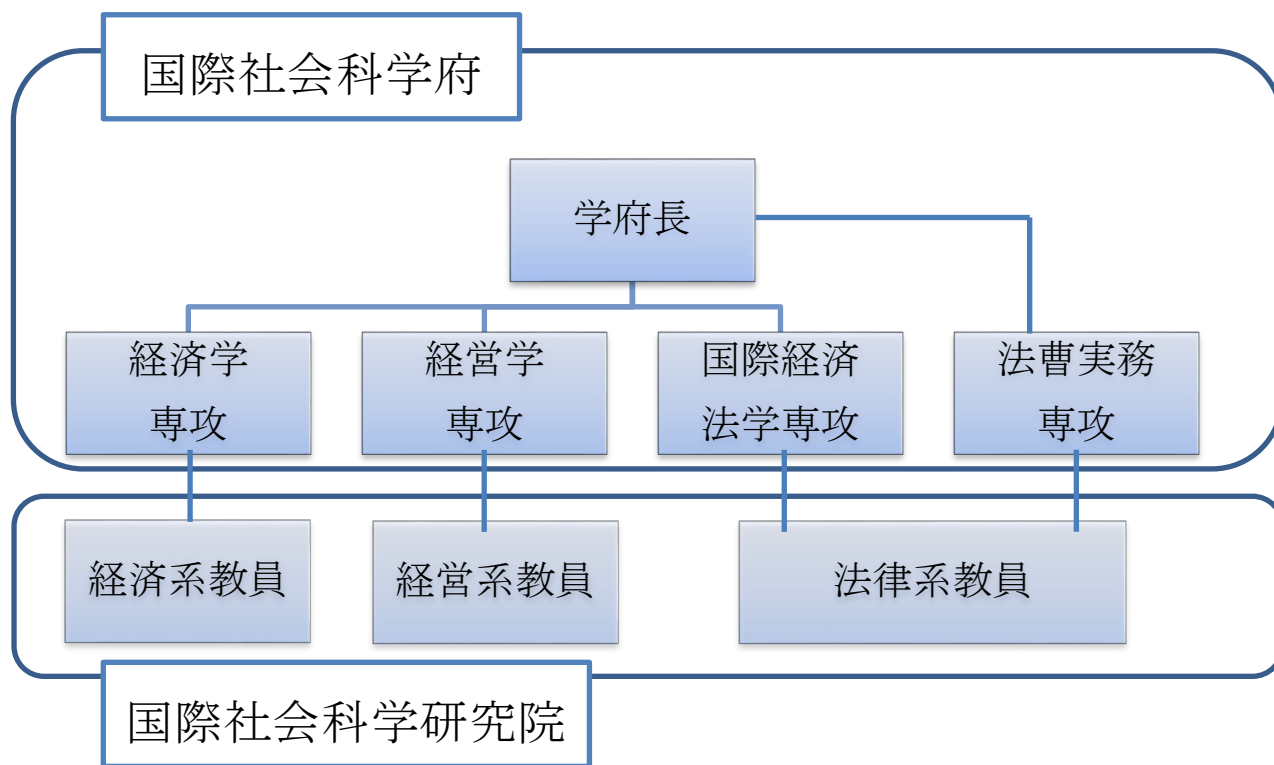 国際社会科学府
学府長
経済学
専攻
経営学
専攻
国際経済
法学専攻
法曹実務
専攻
経済系教員
経営系教員
法律系教員
国際社会科学研究院